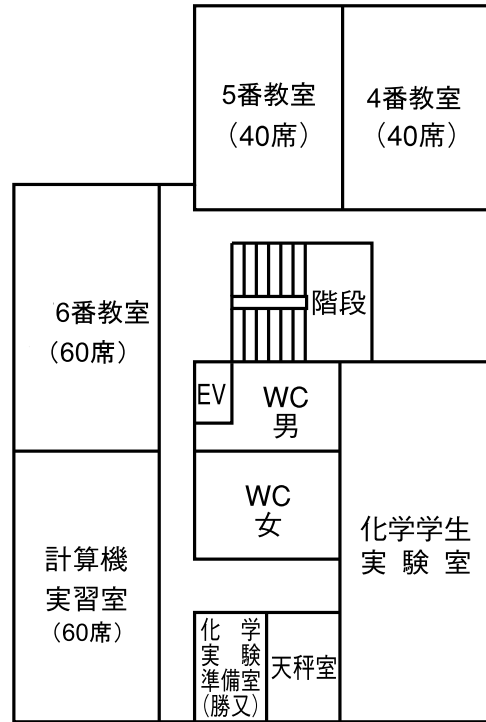 5番教室
（40席）
4番教室
（40席）
6番教室
（60席）
階段
EV
WC
男
WC
女
計算機
実習室
（60席）
化学学生
実験室
化学
実験
準備室
（勝又）
天秤室